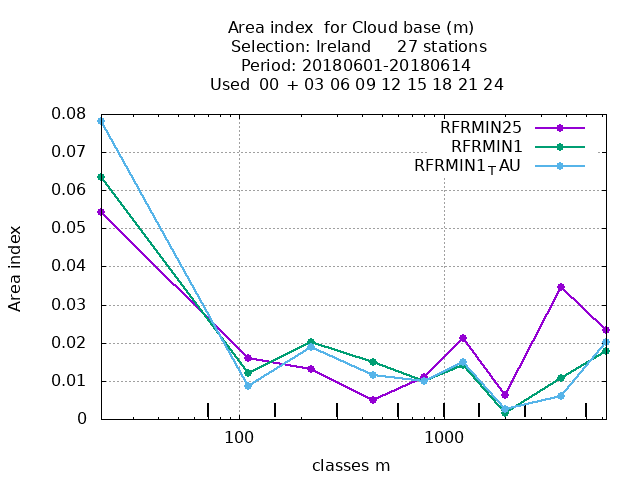 Area index  for Cloud base (m)
Selection: Ireland     27 stations
Period: 20180601-20180614
Used  00 + 03 06 09 12 15 18 21 24
RFRMIN25
RFRMIN1
RFRMIN1TAU
0.08
0.07
0.06
0.05
0.04
0.03
0.02
0.01
0
Area index
100
1000
classes m